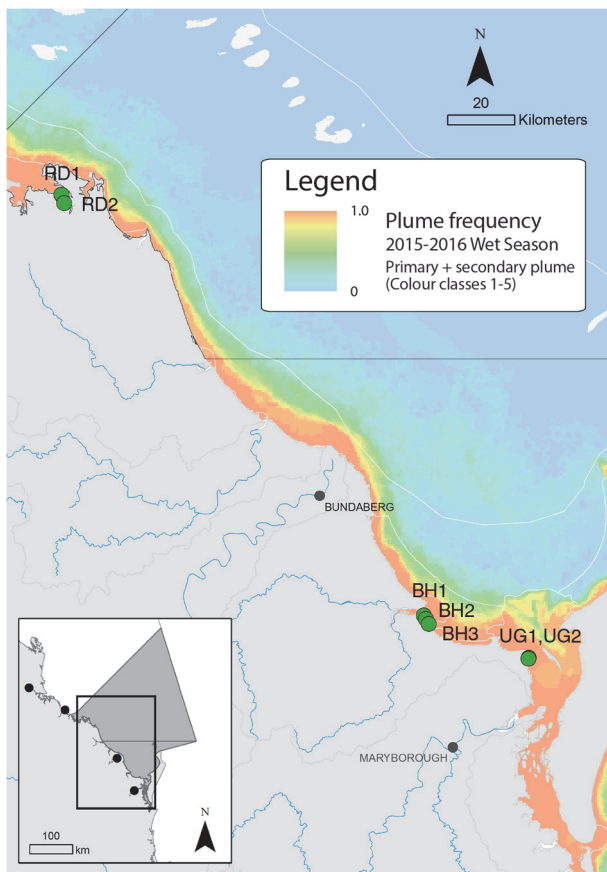 N
20
Kilometers
RD1
RD2
Legend
1.0
0
Plume frequency
2015-2016 Wet Season
Primary + secondary plume
(Colour classes 1-5)
BUNDABERG
BH1
BH2
BH3
UG1,UG2
MARYBOROUGH
100
km
N